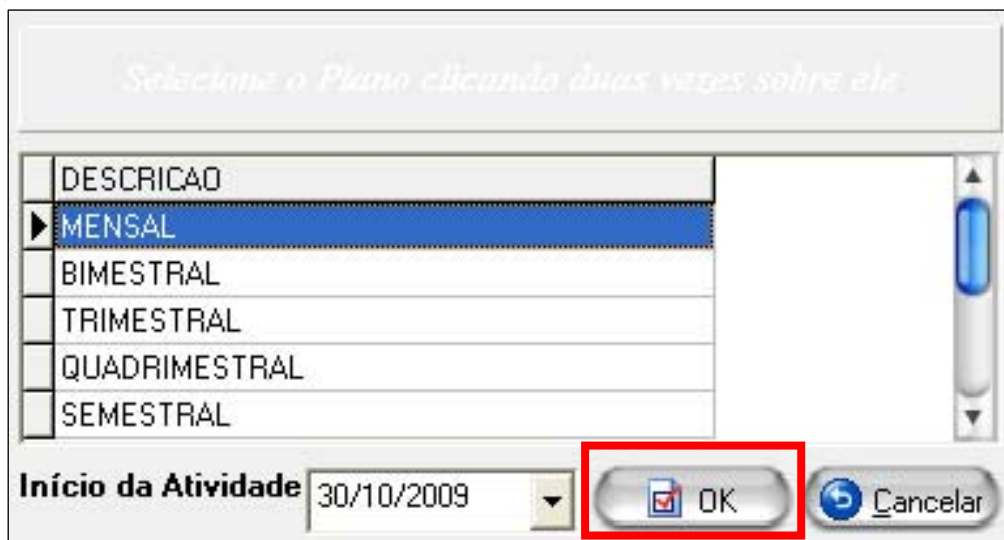 Selecione o Plano clicando duas vezes sobre ele
DESCRICAO
MENSAL
BIMESTRAL
TRIMESTRAL
QUADRIMESTRAL
SEMESTRAL
Início da Atividade 30/10/2009 OK Cancelar